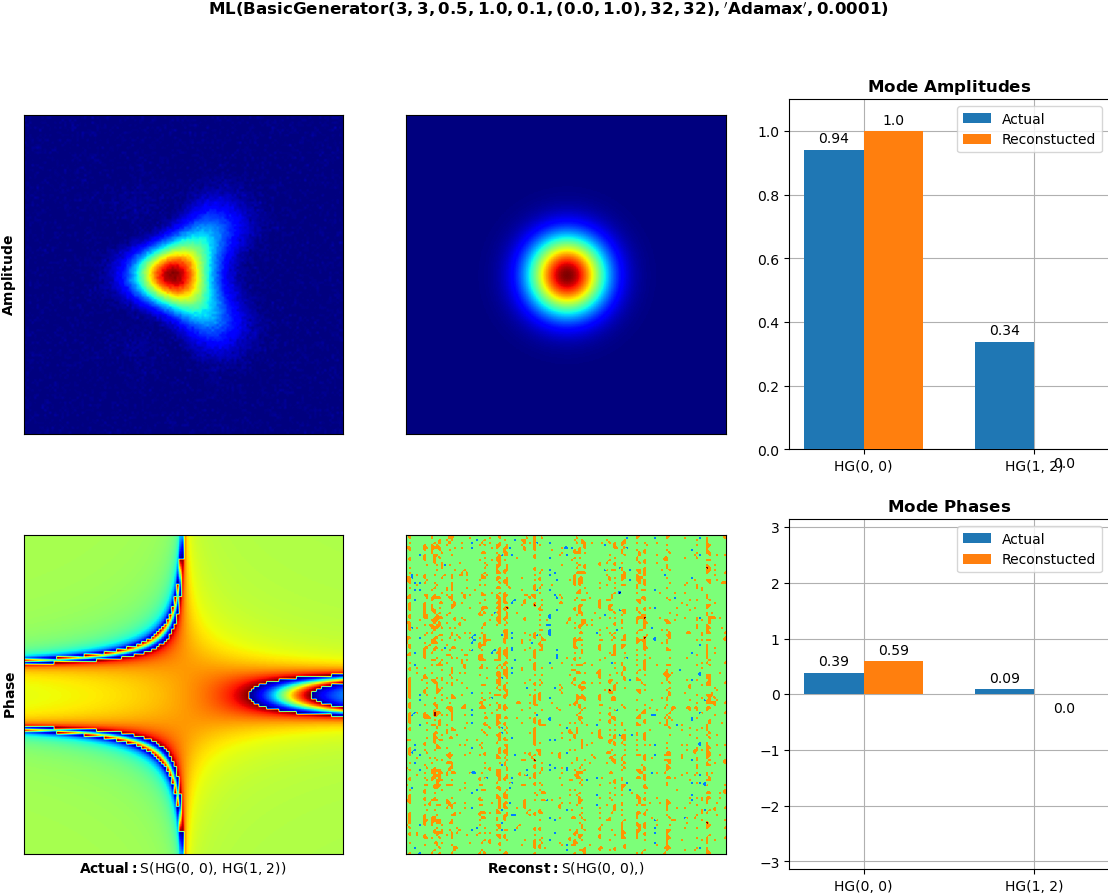 ML(BasicGenerator(3, 3, 0.5, 1.0, 0.1, (0.0, 1.0), 32, 32), ′Adamax′, 0.0001)
Amplitude
Mode Amplitudes
Actual
Reconstucted
1.0
0.8
0.6
0.4
0.2
0.0
0.94
1.0
0.34
0.0
HG(0, 0)
HG(1, 2)
Phase
Actual: S(HG(0, 0), HG(1, 2))
Reconst: S(HG(0, 0),)
Mode Phases
Actual
Reconstucted
3
2
1
0
−1
−2
−3
0.39
0.59
0.09
0.0
HG(0, 0)
HG(1, 2)